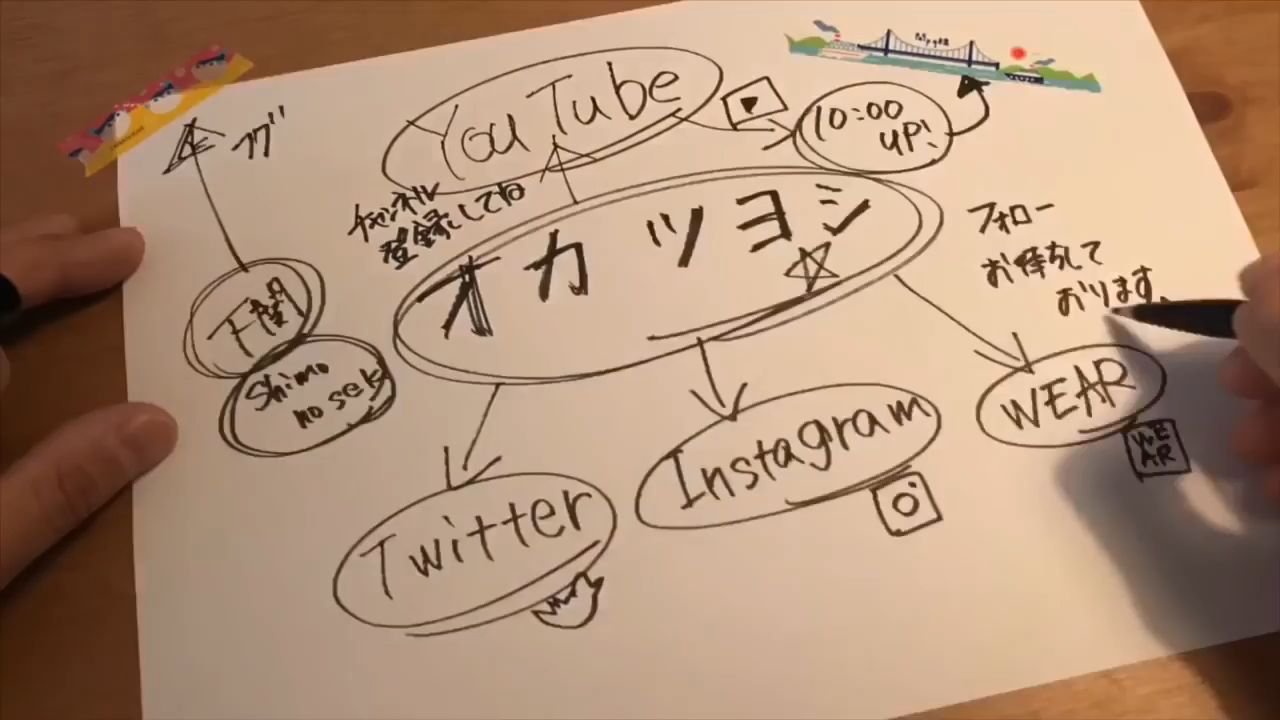 YouTube
10:00
UP!
フグ
チャンネル
登録してね
オカツヨシ
フォロー
お待ちして
おります。
下関
Shimo
nosek
WEAR
WE
AR
Instagram
Twitter